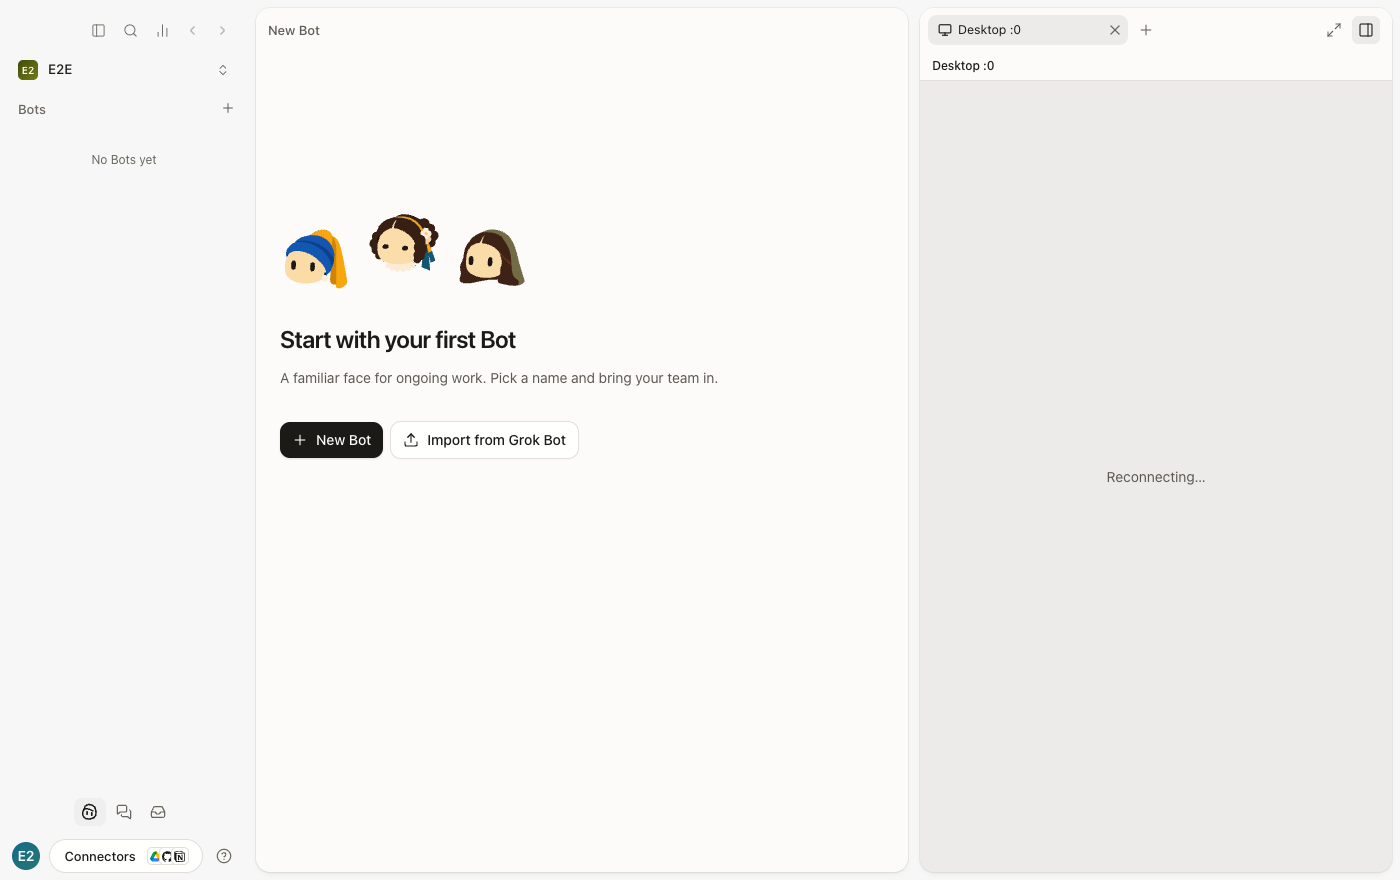 E2 E2E
Bots
No Bots yet
E2 Connectors
New Bot
Start with your first Bot
A familiar face for ongoing work. Pick a name and bring your team in.
New Bot
Import from Grok Bot
Desktop :0
Desktop :0
Reconnecting...